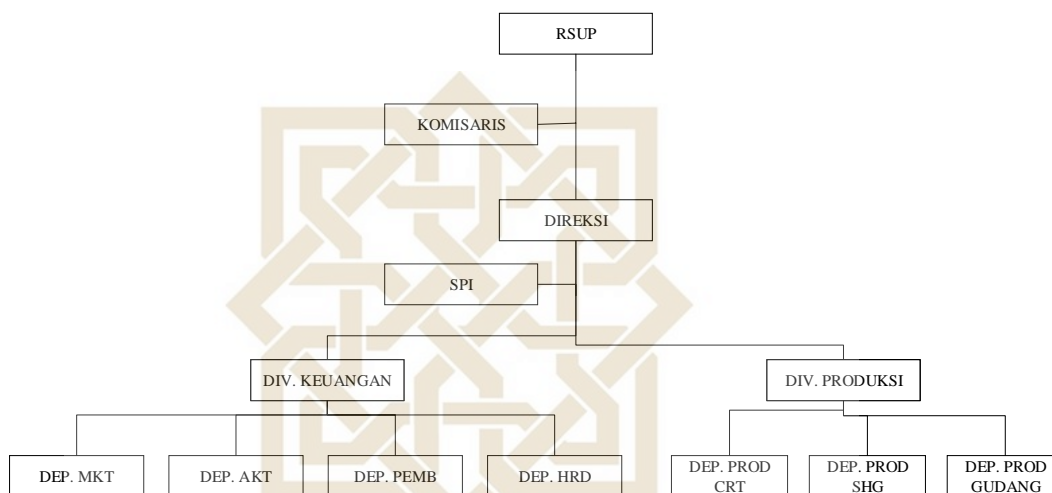 RSUP
KOMISARIS
DIREKSI
SPI
DIV. KEUANGAN
DIV. PRODUKSI
DEP. MKT
DEP. AKT
DEP. PEMB
DEP. HRD
DEP. PROD
CRT
DEP. PROD
SHG
DEP. PROD
GUDANG